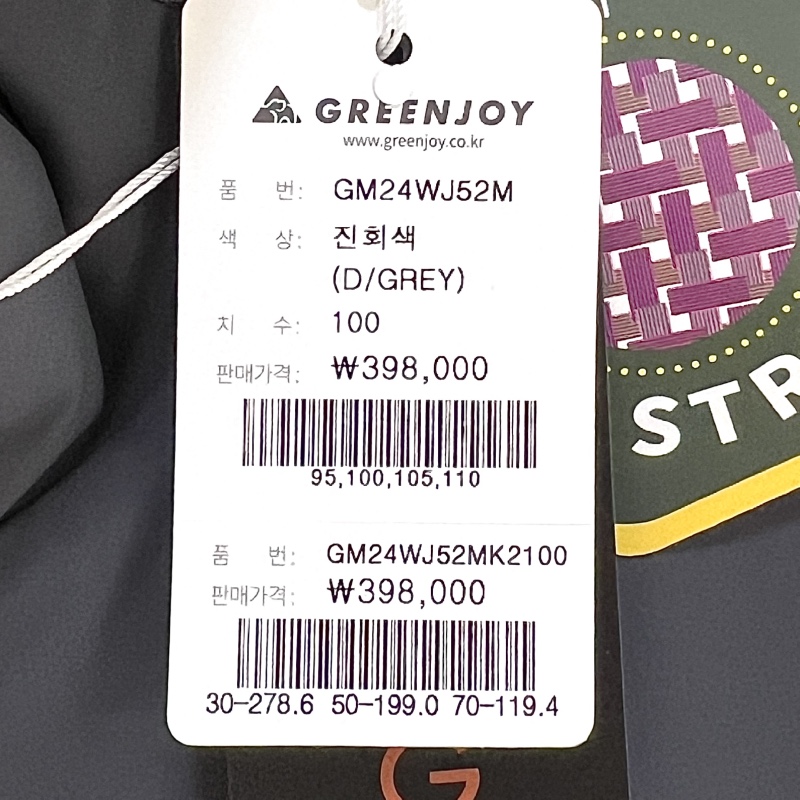 GREENJOY
www.greenjoy.co.kr
품 번: GM24WJ52M
색 상: 진회색
(D/GREY)
치 수: 100
판매가격: ₩398,000
95,100,105,110
품 번: GM24WJ52MK2100
판매가격: ₩398,000
30-278.6 50-199.0 70-119.4
STR
G